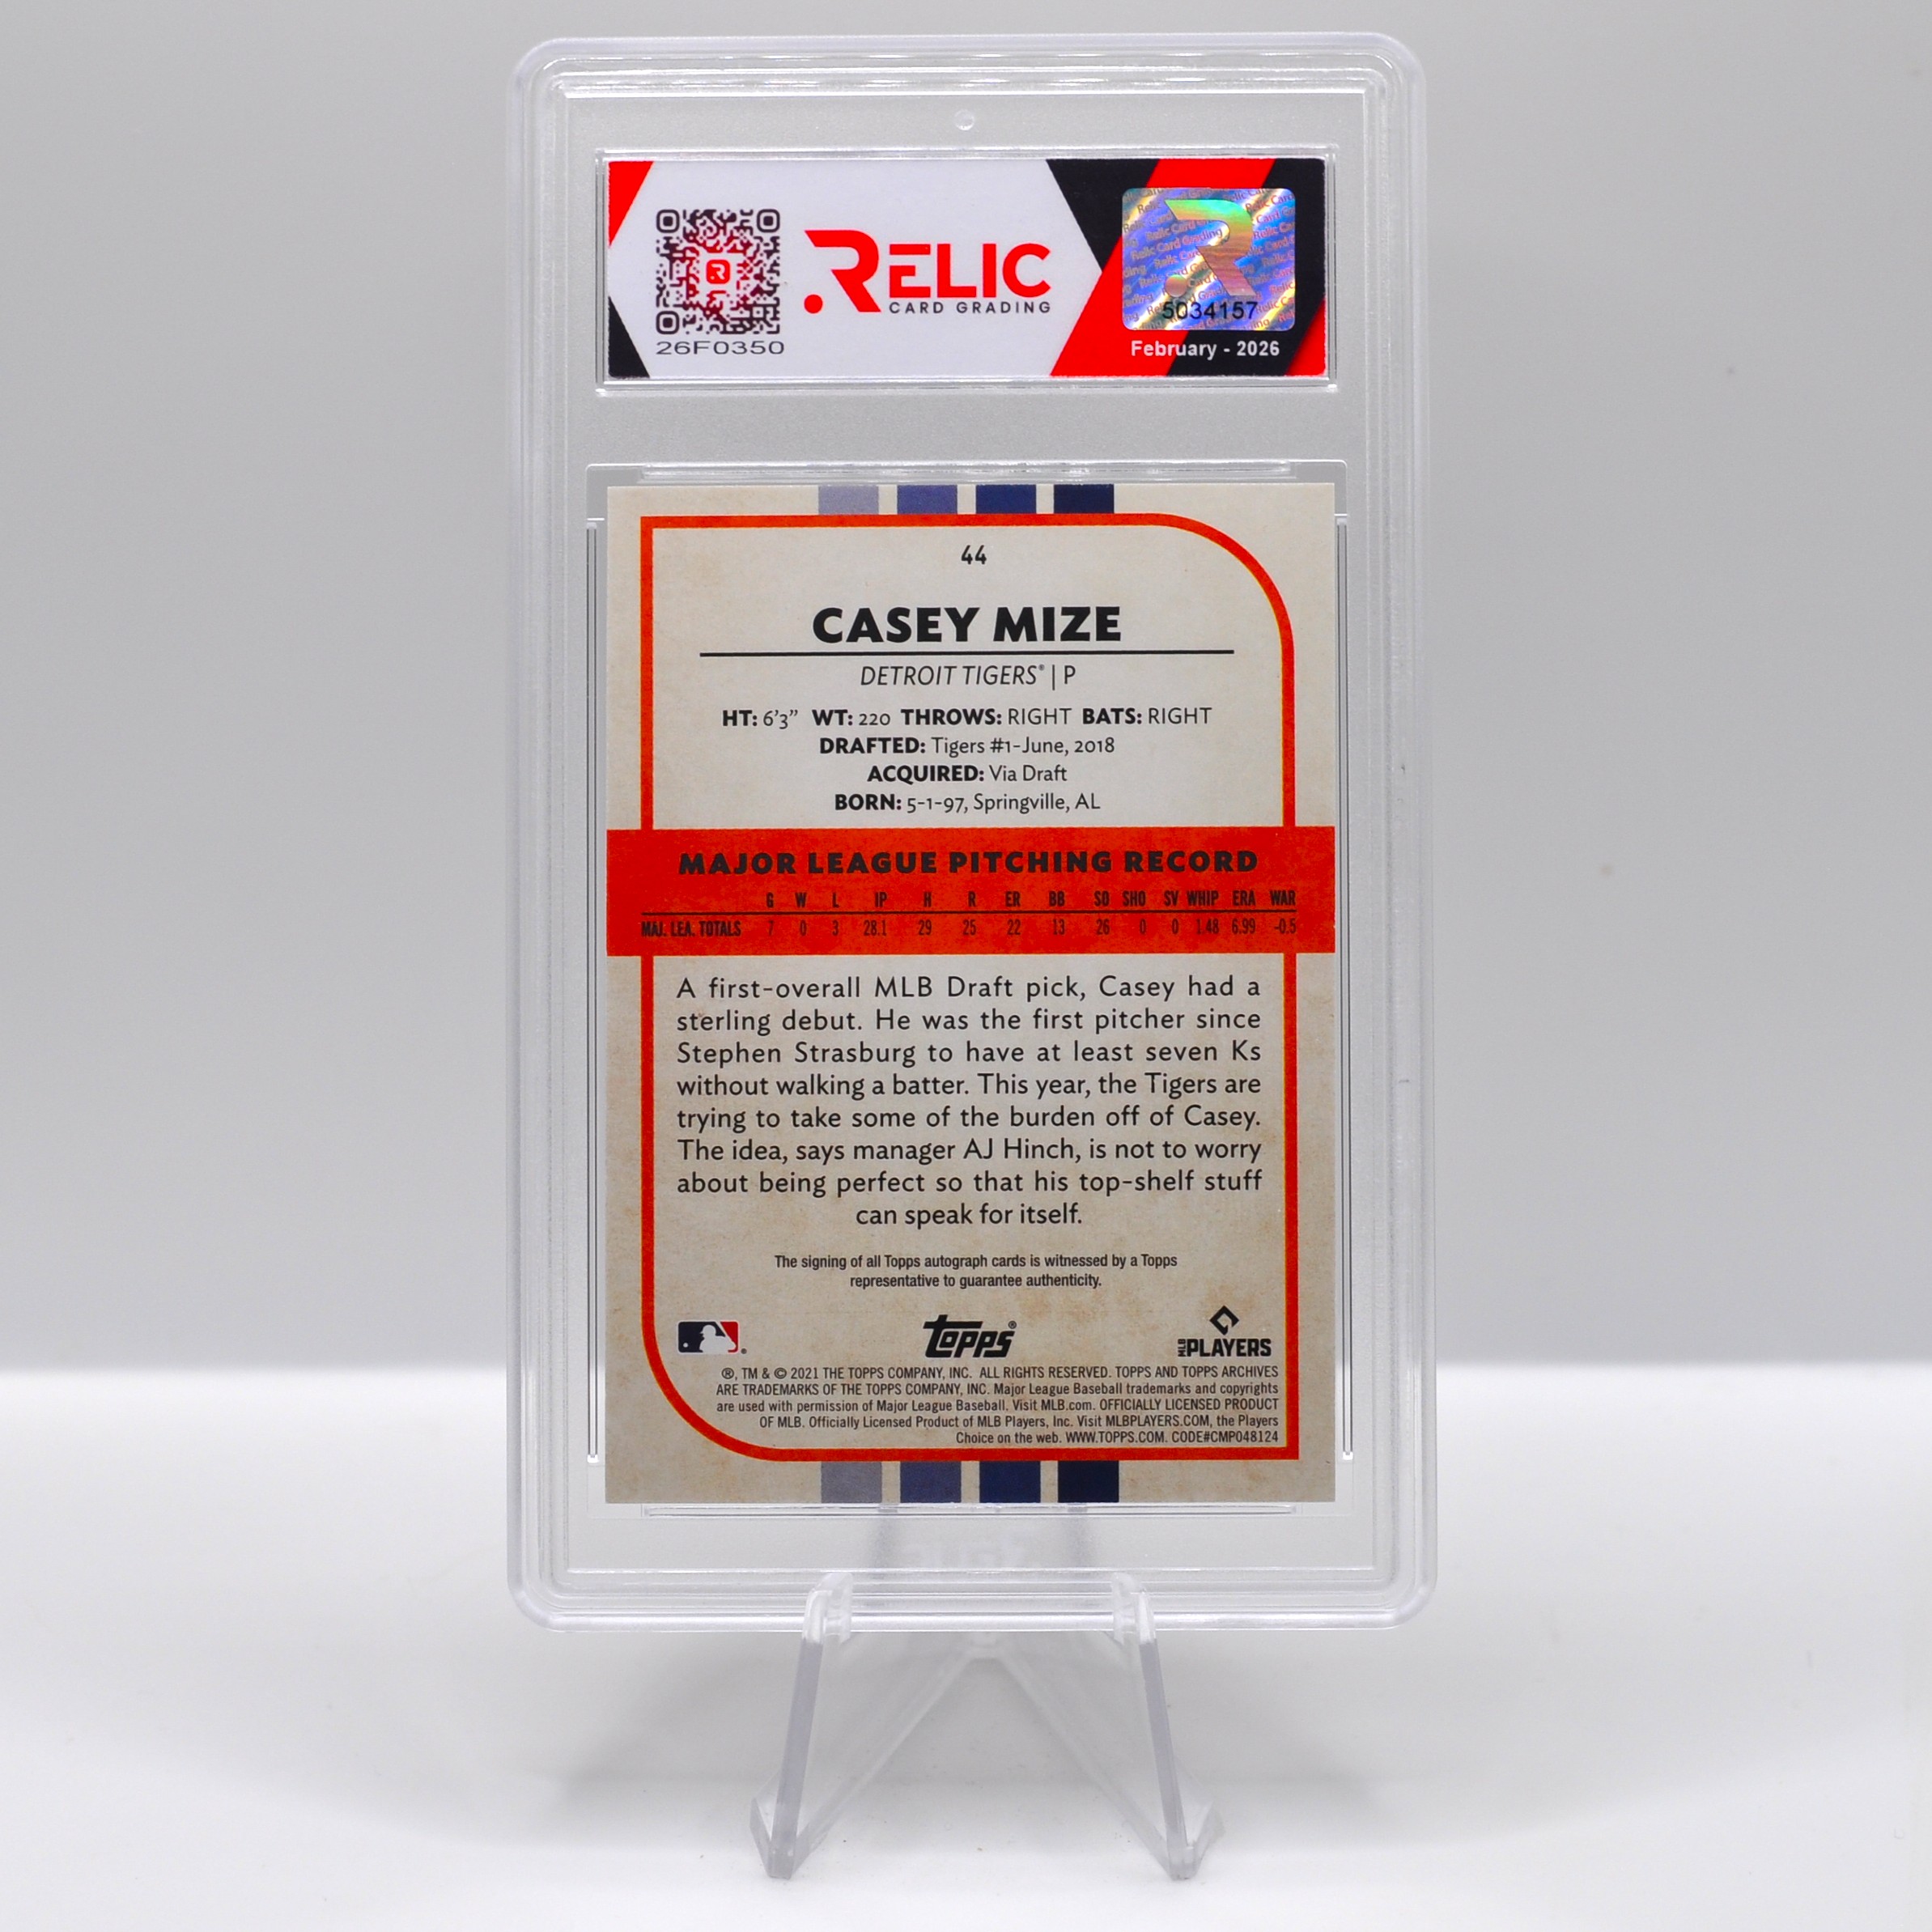 RELIC
CARD GRADING
26F0350
5034157
February - 2026
44
CASEY MIZE
DETROIT TIGERS® | P
HT: 6'3" WT: 220 THROWS: RIGHT BATS: RIGHT
DRAFTED: Tigers #1-June, 2018
ACQUIRED: Via Draft
BORN: 5-1-97, Springville, AL
MAJOR LEAGUE PITCHING RECORD
G W L IP H R ER BB SO SHO SV WHIP ERA WAR
MAJ. LEA. TOTALS 7 0 3 28.1 29 25 22 13 26 0 0 1.48 6.99 -0.5
A first-overall MLB Draft pick, Casey had a
sterling debut. He was the first pitcher since
Stephen Strasburg to have at least seven Ks
without walking a batter. This year, the Tigers are
trying to take some of the burden off of Casey.
The idea, says manager AJ Hinch, is not to worry
about being perfect so that his top-shelf stuff
can speak for itself.
The signing of all Topps autograph cards is witnessed by a Topps
representative to guarantee authenticity.
Topps®
MLB PLAYERS
®, TM & © 2021 THE TOPPS COMPANY, INC. ALL RIGHTS RESERVED. TOPPS AND TOPPS ARCHIVES
ARE TRADEMARKS OF THE TOPPS COMPANY, INC. Major League Baseball trademarks and copyrights
are used with permission of Major League Baseball. Visit MLB.com. OFFICIALLY LICENSED PRODUCT
OF MLB. Officially Licensed Product of MLB Players, Inc. Visit MLBPLAYERS.COM, the Players
Choice on the web. WWW.TOPPS.COM. CODE#CMP048124